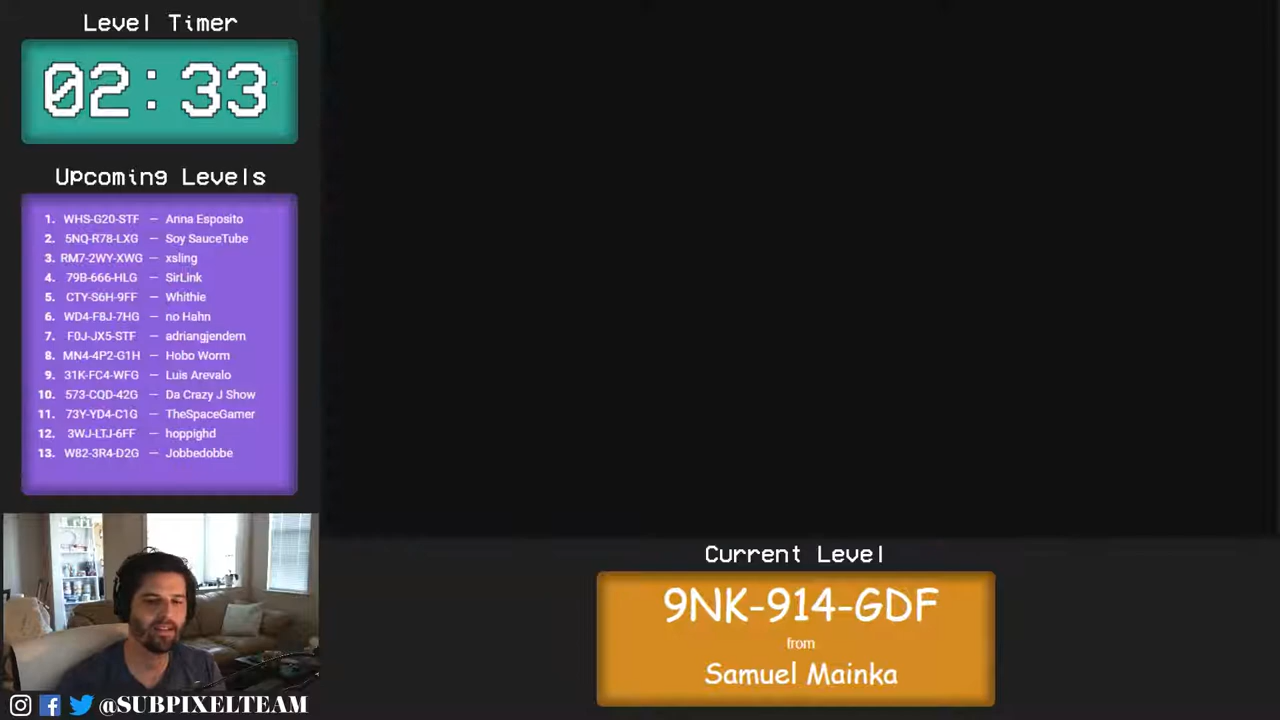 Level Timer
02:33
Upcoming Levels
1. WHS-G20-STF — Anna Esposito
2. 5NQ-R78-LXG — Soy SauceTube
3. RM7-2WY-XWG — xsling
4. 79B-666-HLG — SirLink
5. CTY-S6H-9FF — Whithie
6. WD4-F8J-7HG — no Hahn
7. F0J-JX5-STF — adriangjendem
8. MN4-4P2-G1H — Hobo Worm
9. 31K-FC4-WFG — Luis Arevalo
10. 573-CQD-42G — Da Crazy J Show
11. 73Y-YD4-C1G — TheSpaceGamer
12. 3WJ-LTJ-6FF — hoppighd
13. W82-3R4-D2G — Jobbedobbe
Current Level
9NK-914-GDF
from
Samuel Mainka
@SUBPIXELTEAM